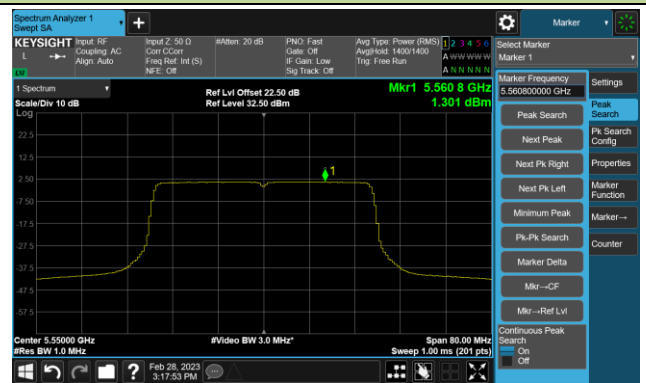 Spectrum Analyzer 1
Swept SA
Marker
KEYSIGHT
L
LV
Input: RF
Coupling: AC
Align: Auto
Input Z: 50 Ω
Corr CCorr
Freq Ref: Int (S)
NFE: Off
#Atten: 20 dB
PNO: Fast
Gate: Off
IF Gain: Low
Sig Track: Off
Avg Type: Power (RMS)
Avg|Hold: 1400/1400
Trig: Free Run
1 2 3 4 5 6
A W W W W W
A N N N N N
Select Marker
Marker 1
1 Spectrum
Scale/Div 10 dB
Log
Ref Lvl Offset 22.50 dB
Ref Level 32.50 dBm
Mkr1 5.560 8 GHz
1.301 dBm
22.5
12.5
2.50
-7.50
-17.5
-27.5
-37.5
-47.5
-57.5
1
Center 5.55000 GHz
#Res BW 1.0 MHz
#Video BW 3.0 MHz*
Span 80.00 MHz
Sweep 1.00 ms (201 pts)
Marker Frequency
5.560800000 GHz
Peak Search
Next Peak
Next Pk Right
Next Pk Left
Minimum Peak
Pk-Pk Search
Marker Delta
Mkr→CF
Mkr→Ref Lvl
Continuous Peak
Search
On
Off
Settings
Peak
Search
Pk Search
Config
Properties
Marker
Function
Marker→
Counter
?
Feb 28, 2023
3:17:53 PM